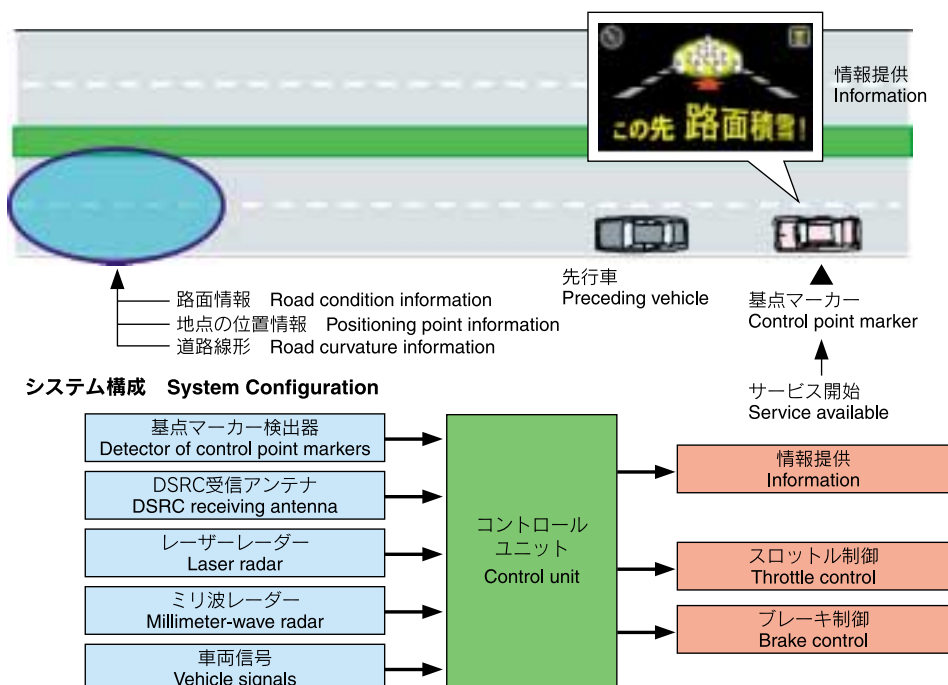 この先 路面積雪!
情報提供
Information
先行車
Preceding vehicle
基点マーカー
Control point marker
路面情報 Road condition information
地点の位置情報 Positioning point information
道路線形 Road curvature information
サービス開始
Service available
システム構成 System Configuration
基点マーカー検出器
Detector of control point markers
DSRC受信アンテナ
DSRC receiving antenna
レーザーレーダー
Laser radar
ミリ波レーダー
Millimeter-wave radar
車両信号
Vehicle signals
コントロール
ユニット
Control unit
情報提供
Information
スロットル制御
Throttle control
ブレーキ制御
Brake control